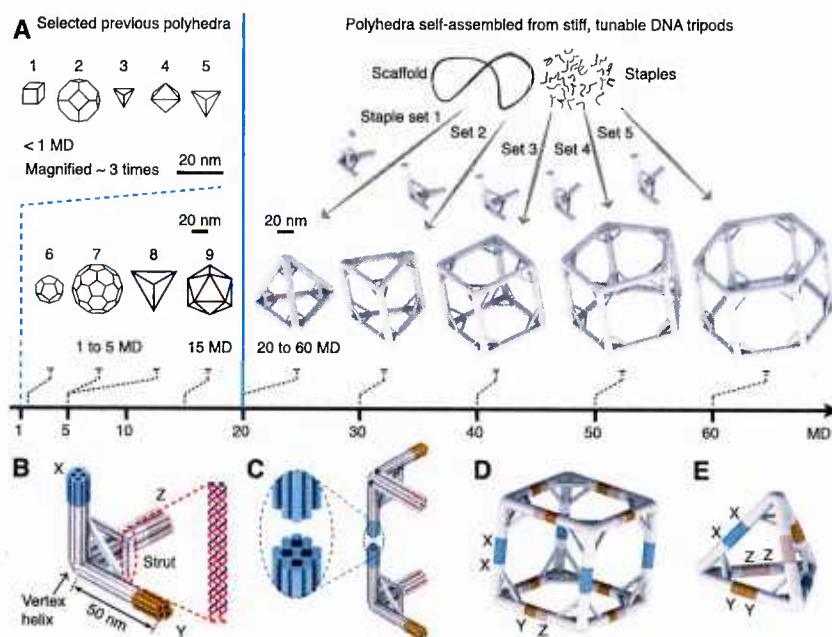 A
Selected previous polyhedra
Polyhedra self-assembled from stiff, tunable DNA tripods
1 2 3 4 5
Scaffold
Staples
Staple set 1
Set 2
Set 3
Set 4
Set 5
< 1 MD
Magnified ~ 3 times
20 nm
20 nm
20 nm
6 7 8 9
1 to 5 MD
15 MD
20 to 60 MD
1 5 10 20 30 40 50 60 MD
B
X
Z
Strut
Vertex
helix
50 nm
Y
C
D
X
X
Y Z
E
X
X
Z Z
Y Y